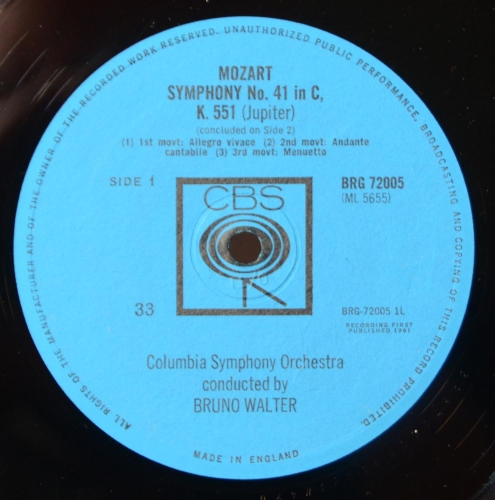 ALL RIGHTS OF THE MANUFACTURER AND OF THE OWNER OF THE RECORDED WORK RESERVED. UNAUTHORIZED PUBLIC PERFORMANCE, BROADCASTING AND COPYING OF THIS RECORD PROHIBITED.
MOZART
SYMPHONY No. 41 in C,
K. 551 (Jupiter)
(concluded on Side 2)
(1) 1st movt: Allegro vivace (2) 2nd movt: Andante
cantabile (3) 3rd movt: Menuetto
SIDE 1
CBS
BRG 72005
(ML 5655)
33
BRG-72005 1L
RECORDING FIRST
PUBLISHED 1961
Columbia Symphony Orchestra
conducted by
BRUNO WALTER
MADE IN ENGLAND